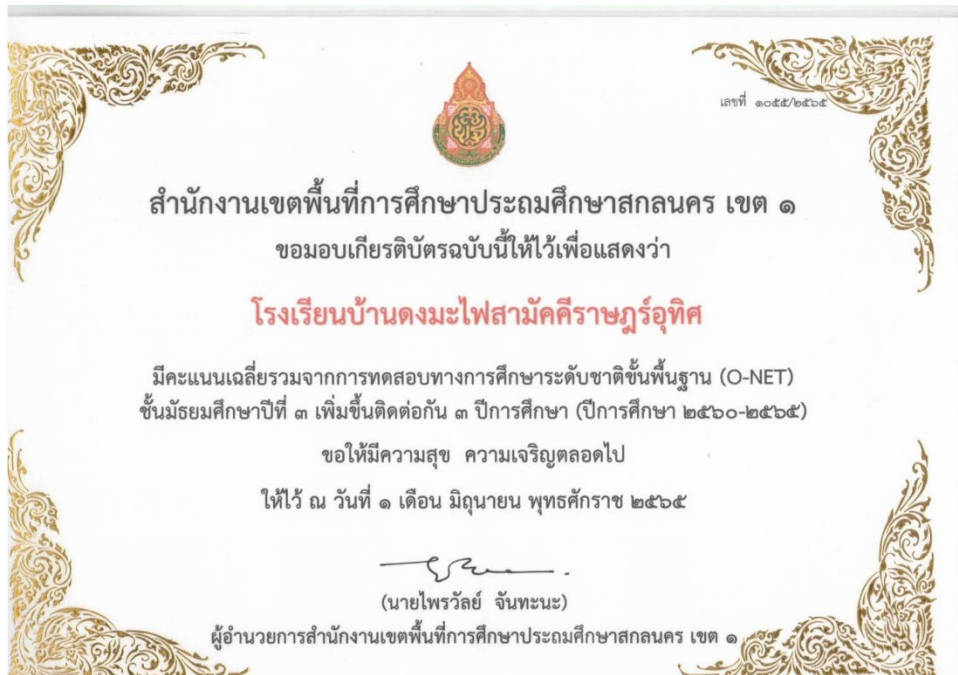 เลขที่ ๑๐๕๕/๒๕๖๕
สำนักงานเขตพื้นที่การศึกษาประถมศึกษาสกลนคร เขต ๑
ขอมอบเกียรติบัตรฉบับนี้ให้ไว้เพื่อแสดงว่า
โรงเรียนบ้านดงมะไฟสามัคคีราษฎร์อุทิศ
มีคะแนนเฉลี่ยรวมจากการทดสอบทางการศึกษาระดับชาติขั้นพื้นฐาน (O-NET)
ชั้นมัธยมศึกษาปีที่ ๓ เพิ่มขึ้นติดต่อกัน ๓ ปีการศึกษา (ปีการศึกษา ๒๕๖๐-๒๕๖๕)
ขอให้มีความสุข ความเจริญตลอดไป
ให้ไว้ ณ วันที่ ๑ เดือน มิถุนายน พุทธศักราช ๒๕๖๕
(นายไพรวัลย์ จันทะนะ)
ผู้อำนวยการสำนักงานเขตพื้นที่การศึกษาประถมศึกษาสกลนคร เขต ๑